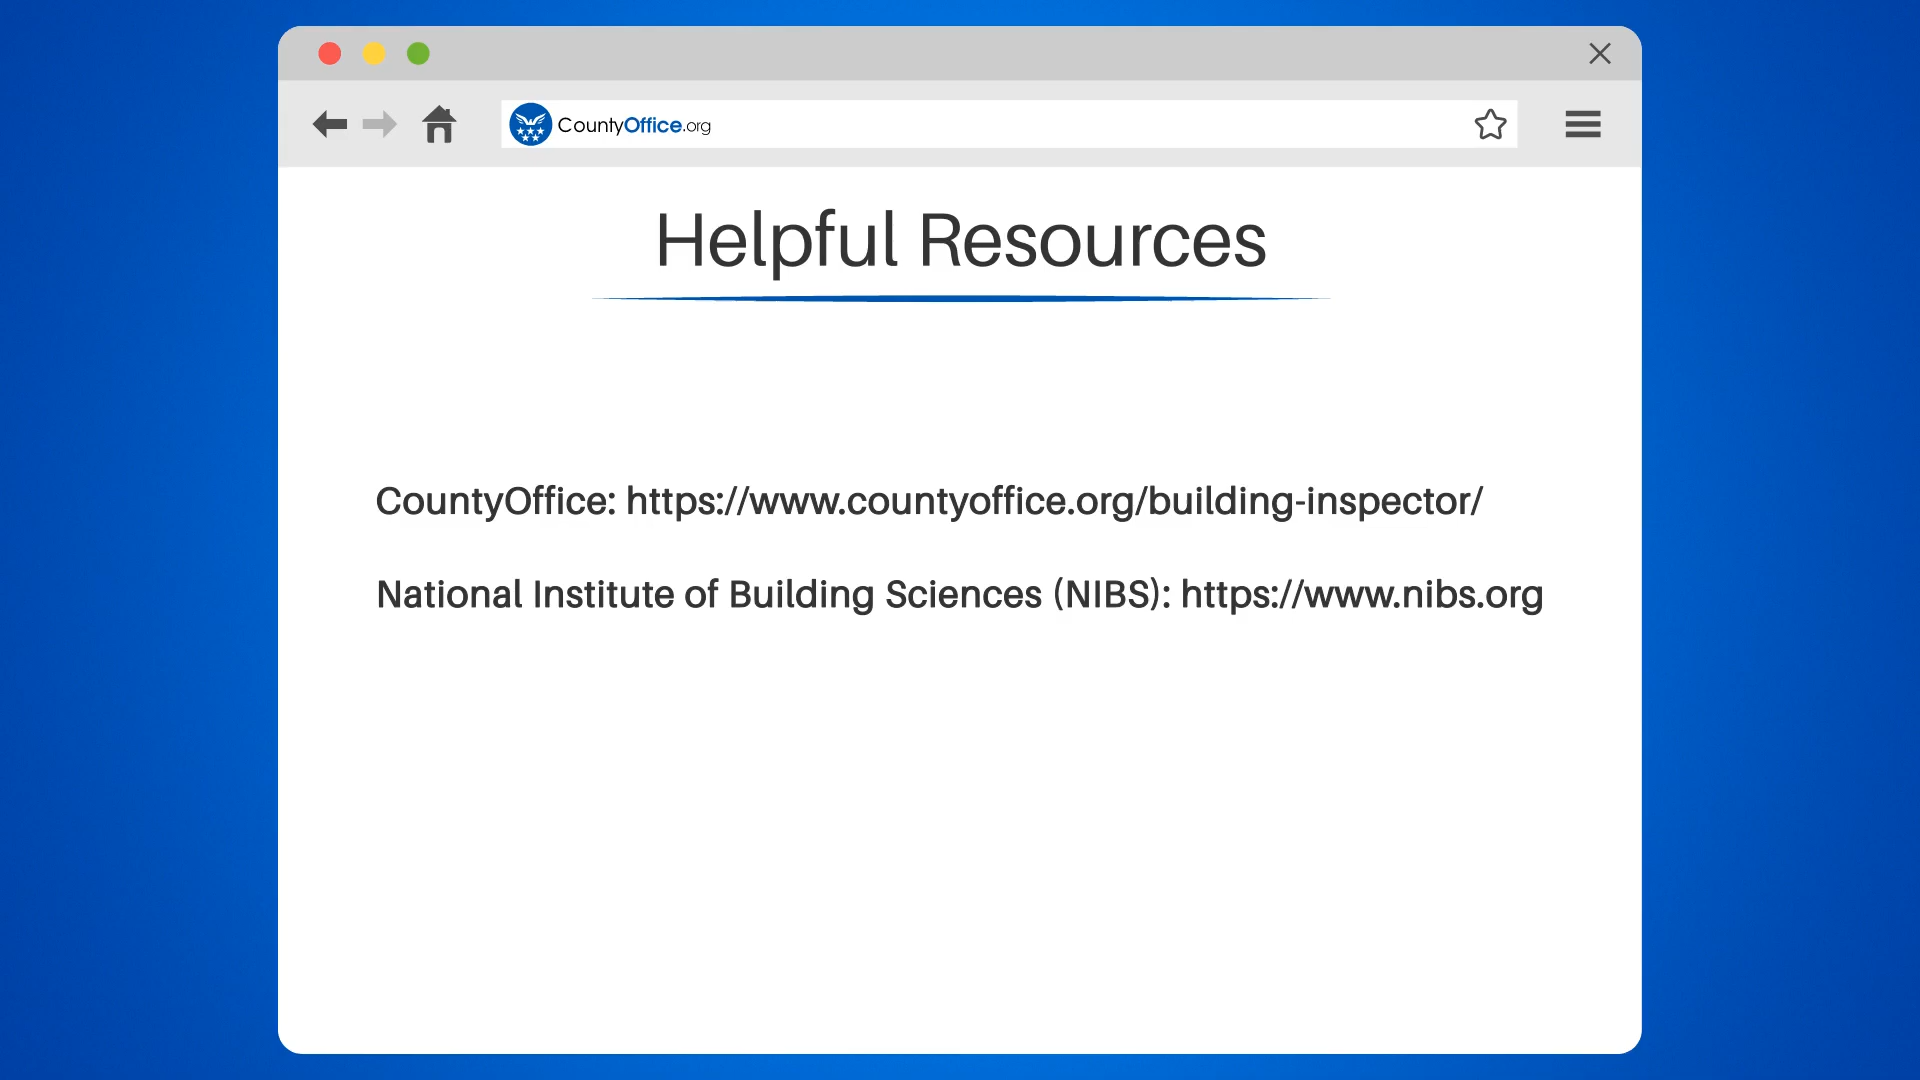 CountyOffice.org
Helpful Resources
CountyOffice: https://www.countyoffice.org/building-inspector/
National Institute of Building Sciences (NIBS): https://www.nibs.org